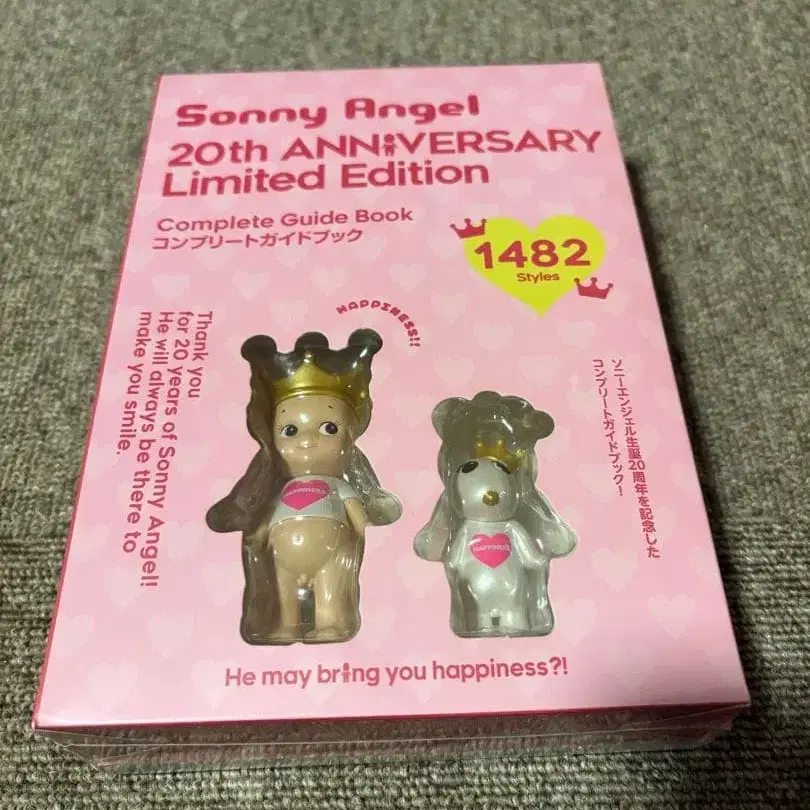 Sonny Angel
20th ANNIVERSARY
Limited Edition
Complete Guide Book
コンプリートガイドブック
1482
Styles
HAPPINESS!!
Thank you
for 20 years of Sonny Angel!
He will always be there to
make you smile.
ソニーエンジェル生誕20周年を記念した
コンプリートガイドブック!
HAPPINESS
HAPPINESS
He may bring you happiness?!